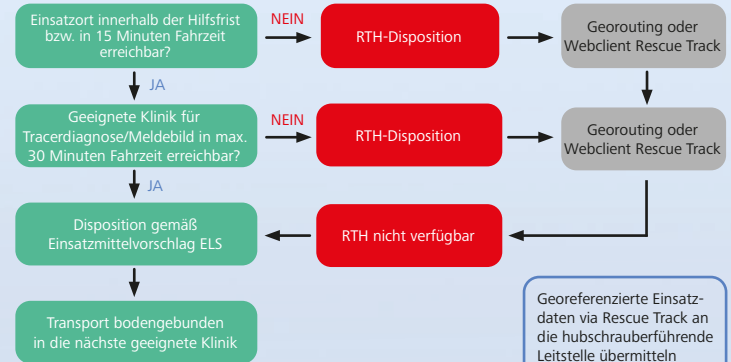 Einsatzort innerhalb der Hilfsfrist
bzw. in 15 Minuten Fahrzeit
erreichbar?
NEIN
RTH-Disposition
Georouting oder
Webclient Rescue Track
JA
Geeignete Klinik für
Tracerdiagnose/Meldebild in max.
30 Minuten Fahrzeit erreichbar?
NEIN
RTH-Disposition
Georouting oder
Webclient Rescue Track
JA
Disposition gemäß
Einsatzmittelvorschlag ELS
RTH nicht verfügbar
Transport bodengebunden
in die nächste geeignete Klinik
Georeferenzierte Einsatz-
daten via Rescue Track an
die hubschrauberführende
Leitstelle übermitteln